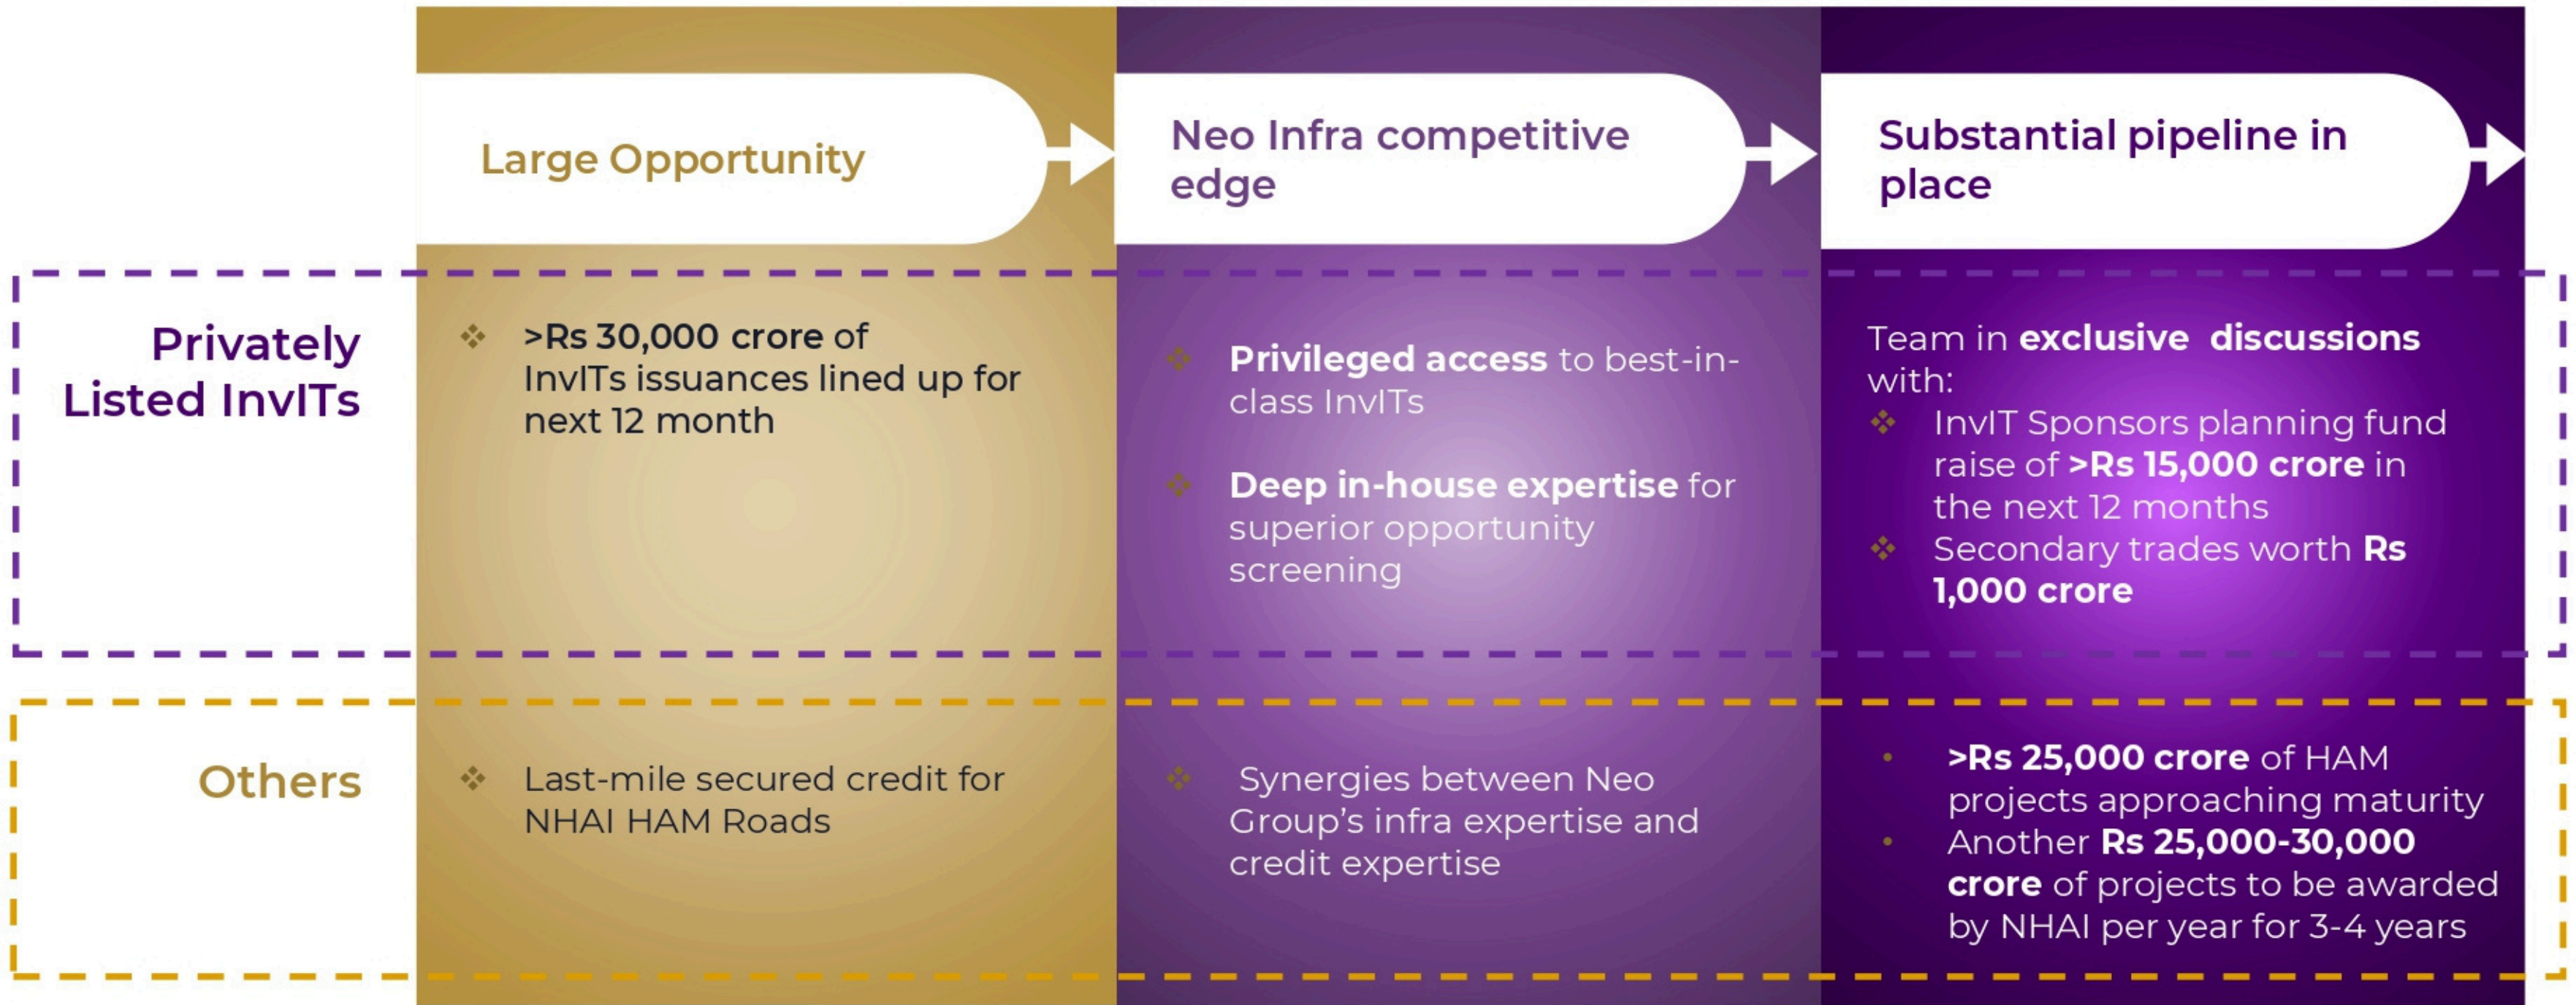 Large Opportunity
Neo Infra competitive
edge
Substantial pipeline in
place
Privately
Listed InvITs
>Rs 30,000 crore of
InvITs issuances lined up for
next 12 month
Privileged access to best-in-
class InvITs
Deep in-house expertise for
superior opportunity
screening
Team in exclusive  discussions
with:
InvIT Sponsors planning fund
raise of >Rs 15,000 crore in
the next 12 months
Secondary trades worth Rs
1,000 crore
Others
Last-mile secured credit for
NHAI HAM Roads
Synergies between Neo
Group’s infra expertise and
credit expertise
>Rs 25,000 crore of HAM
projects approaching maturity
Another Rs 25,000-30,000
crore of projects to be awarded
by NHAI per year for 3-4 years